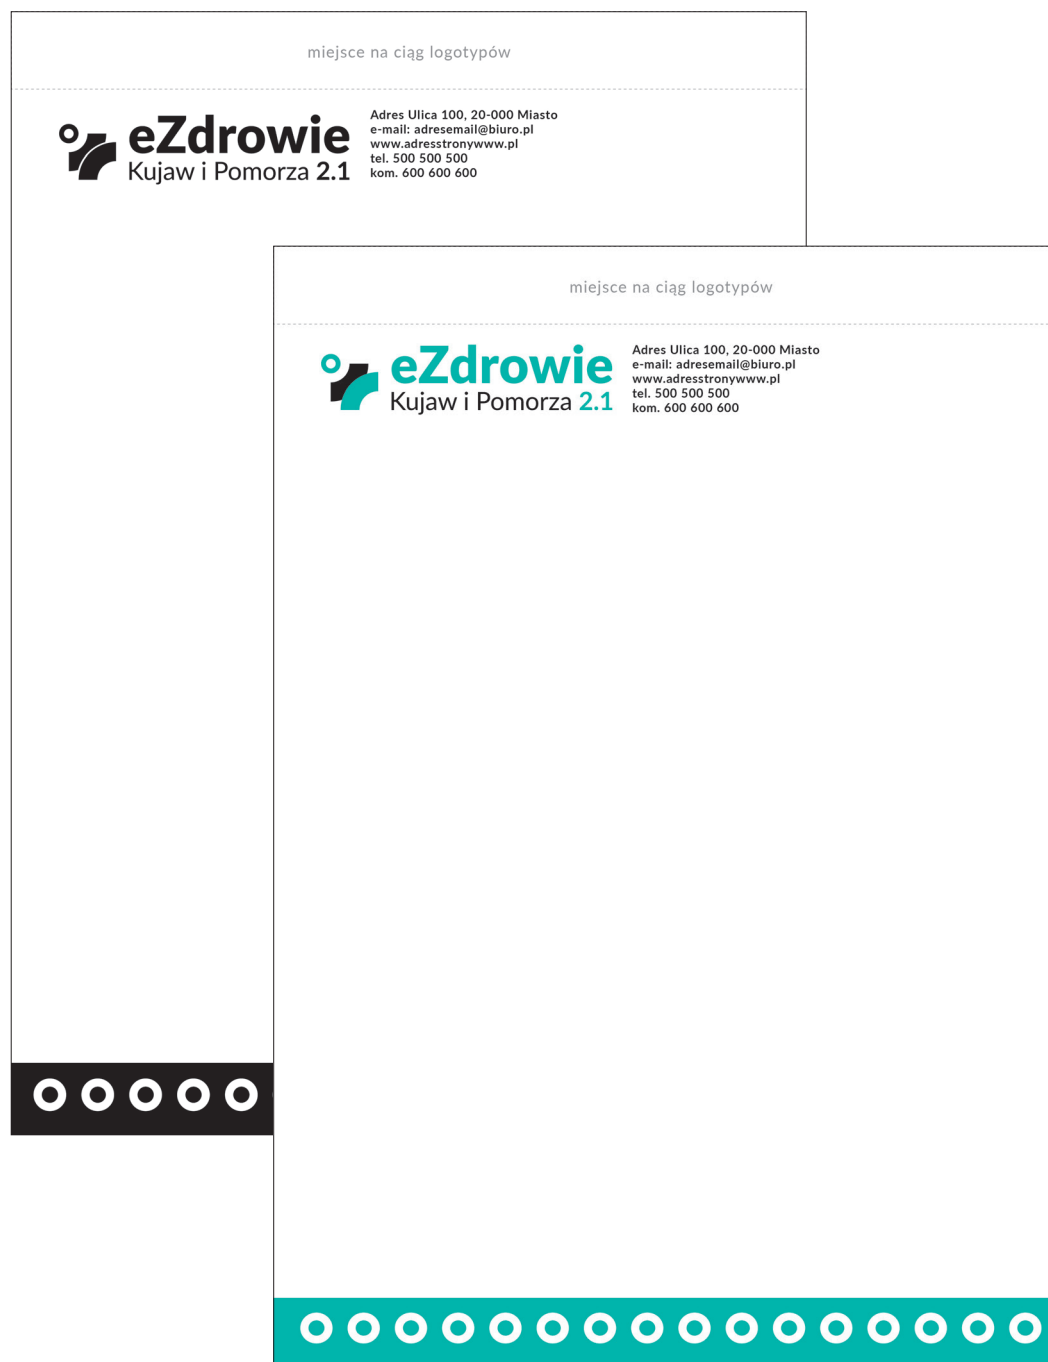 miejsce na ciąg logotypów
eZdrowie
Kujaw i Pomorza 2.1
Adres Ulica 100, 20-000 Miasto
e-mail: adresemail@biuro.pl
www.adresstronywww.pl
tel. 500 500 500
kom. 600 600 600
miejsce na ciąg logotypów
eZdrowie
Kujaw i Pomorza 2.1
Adres Ulica 100, 20-000 Miasto
e-mail: adresemail@biuro.pl
www.adresstronywww.pl
tel. 500 500 500
kom. 600 600 600